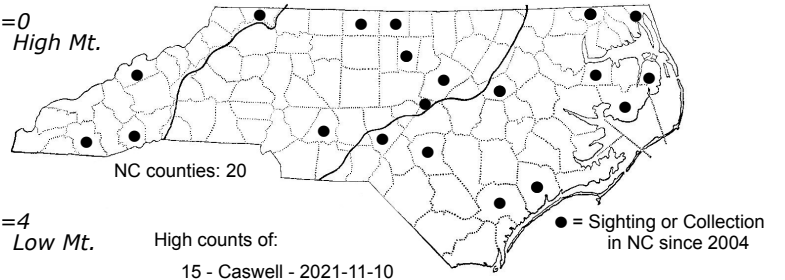 =0
High Mt.
NC counties: 20
=4
Low Mt.
High counts of:
15 - Caswell - 2021-11-10
● = Sighting or Collection
in NC since 2004